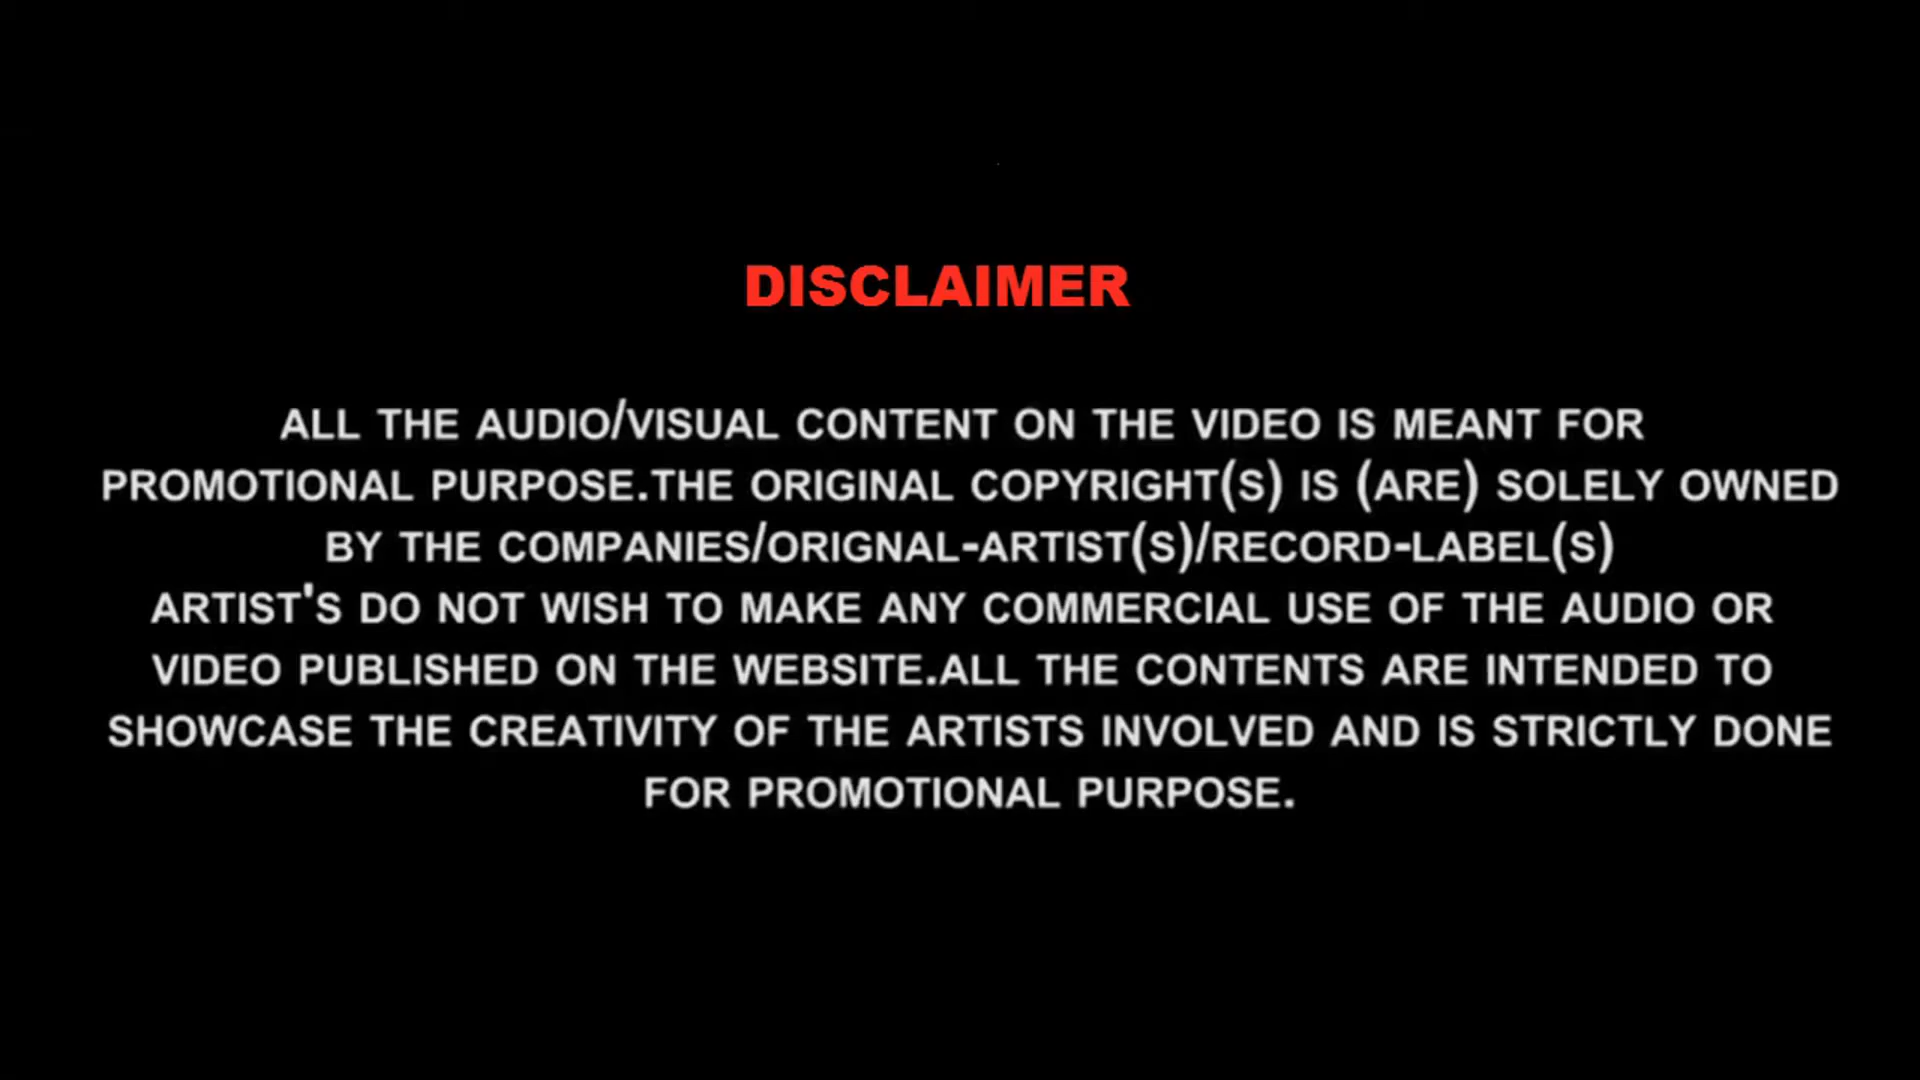 DISCLAIMER
ALL THE AUDIO/VISUAL CONTENT ON THE VIDEO IS MEANT FOR
PROMOTIONAL PURPOSE.THE ORIGINAL COPYRIGHT(S) IS (ARE) SOLELY OWNED
BY THE COMPANIES/ORIGNAL-ARTIST(S)/RECORD-LABEL(S)
ARTIST'S DO NOT WISH TO MAKE ANY COMMERCIAL USE OF THE AUDIO OR
VIDEO PUBLISHED ON THE WEBSITE.ALL THE CONTENTS ARE INTENDED TO
SHOWCASE THE CREATIVITY OF THE ARTISTS INVOLVED AND IS STRICTLY DONE
FOR PROMOTIONAL PURPOSE.